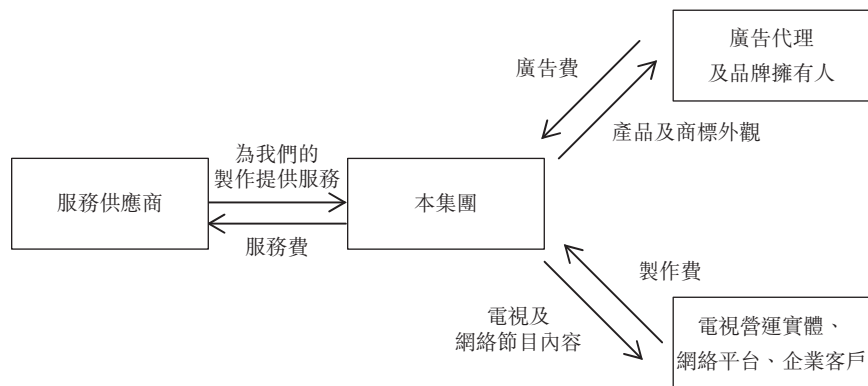 廣告代理
及品牌擁有人
廣告費
產品及商標外觀
為我們的
製作提供服務
服務供應商
本集團
服務費
製作費
電視及
網絡節目內容
電視營運實體、
網絡平台、企業客戶